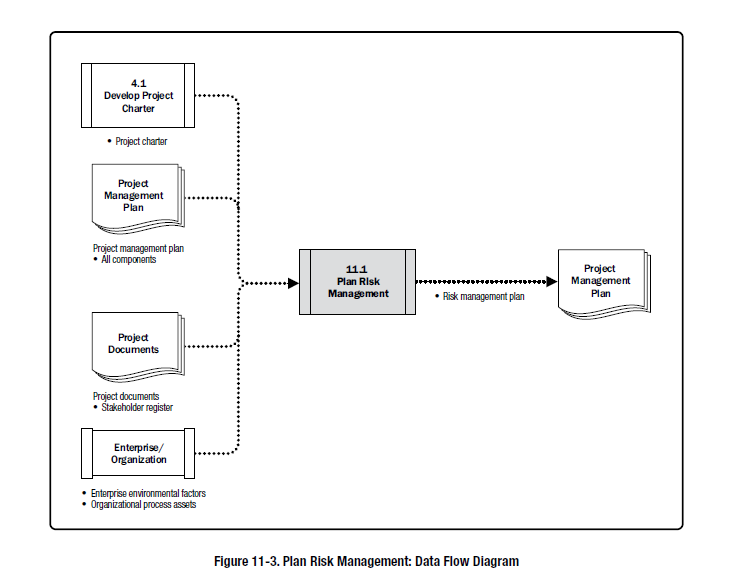 4.1
Develop Project
Charter
• Project charter
Project
Management
Plan
Project management plan
• All components
11.1
Plan Risk
Management
• Risk management plan
Project
Management
Plan
Project
Documents
Project documents
• Stakeholder register
Enterprise/
Organization
• Enterprise environmental factors
• Organizational process assets
Figure 11-3. Plan Risk Management: Data Flow Diagram